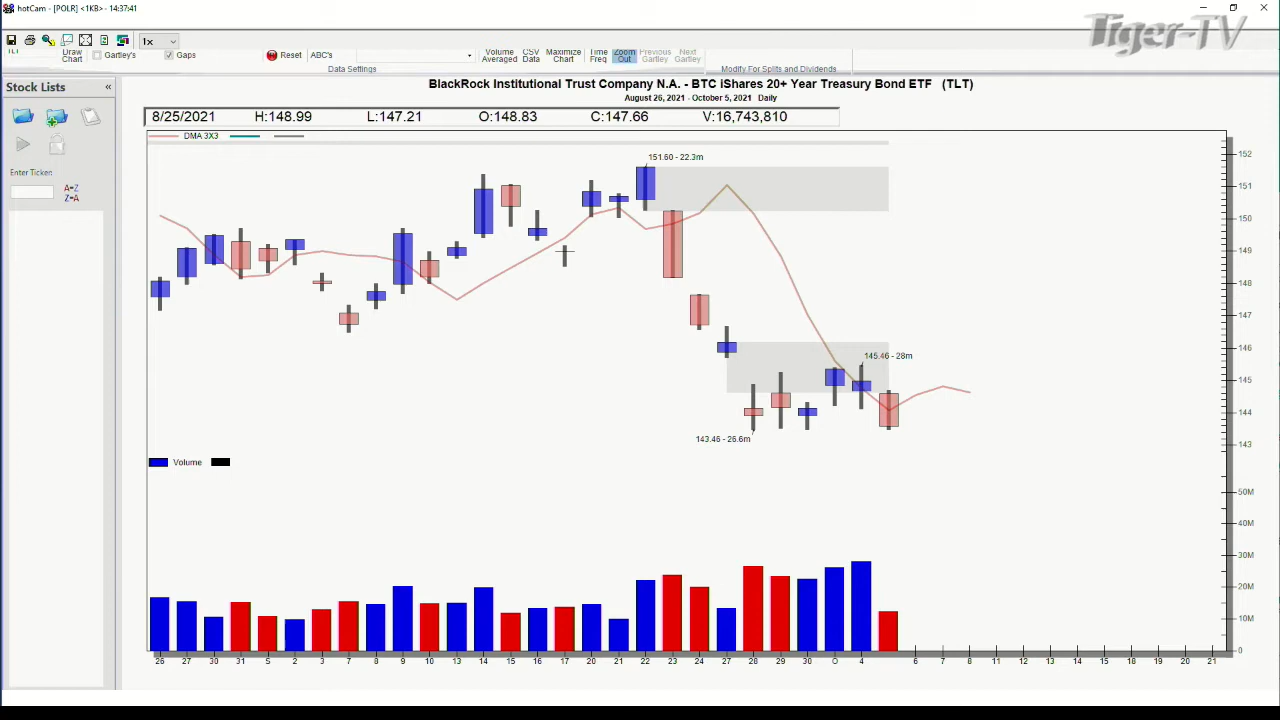 hotCam - [POLR] <1KB> - 14:37:41
Tiger-TV
1x
Draw Chart
Gartley's
Gaps
Reset
ABC's
Volume Averaged
CSV Data
Maximize Chart
Time Freq
Zoom Out
Previous Gartley
Next Gartley
Data Settings
Modify For Splits and Dividends
Stock Lists «
BlackRock Institutional Trust Company N.A. - BTC iShares 20+ Year Treasury Bond ETF (TLT)
August 26, 2021 - October 5, 2021 Daily
8/25/2021 H:148.99 L:147.21 O:148.83 C:147.66 V:16,743,810
DMA 3X3
Enter Ticker:
A=Z
Z=A
151.60 - 22.3m
145.46 - 28m
143.46 - 26.6m
152
151
150
149
148
147
146
145
144
143
Volume
50M
40M
30M
20M
10M
0
26 27 30 31 S 2 3 7 8 9 10 13 14 15 16 17 20 21 22 23 24 27 28 29 30 O 4 6 7 8 11 12 13 14 15 18 19 20 21